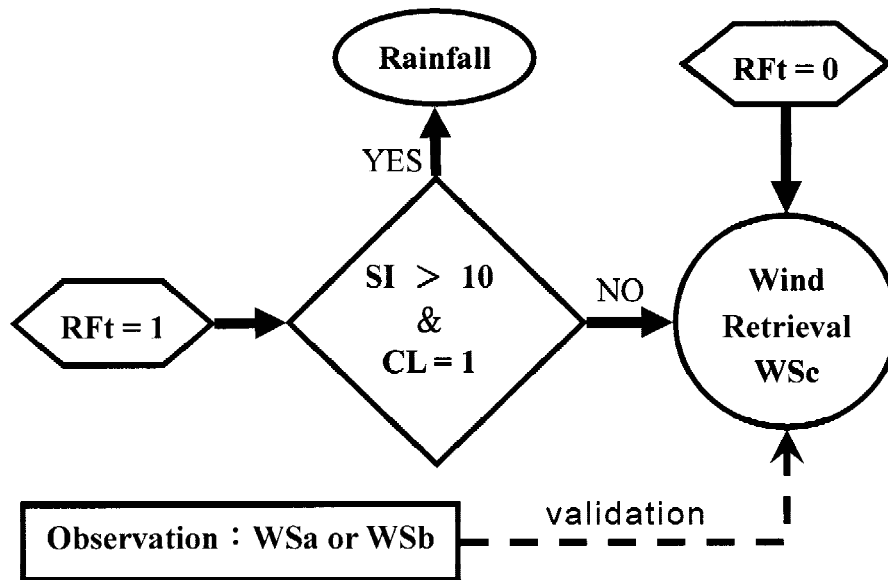 Rainfall
RFt = 0
YES
SI > 10
&
CL = 1
NO
RFt = 1
Wind
Retrieval
WSc
Observation：WSa or WSb
validation